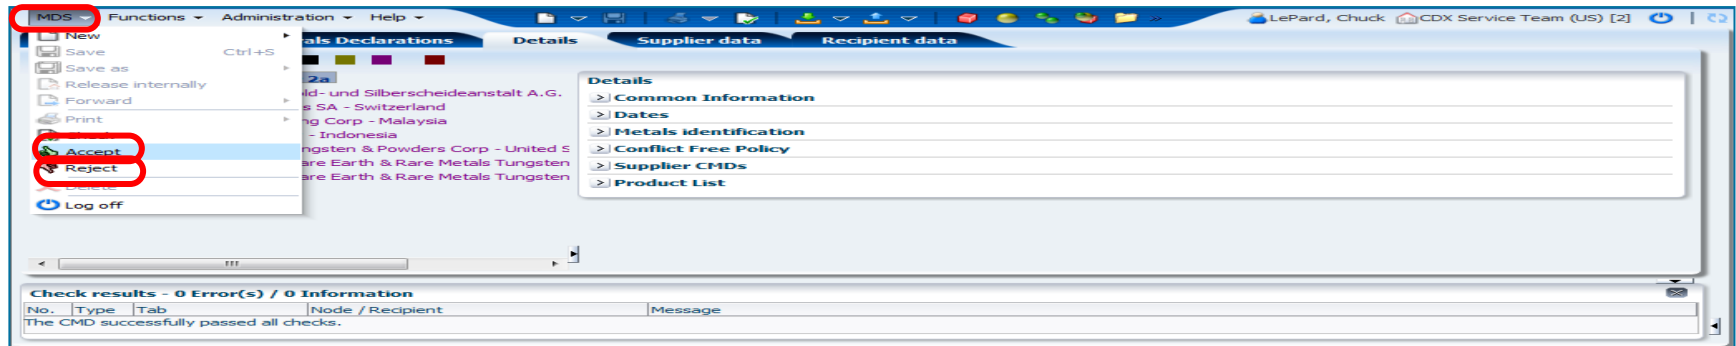 MDS Functions Administration Help » LePard, Chuck CDX Service Team (US) [2]
New als Declarations Details Supplier data Recipient data
Save Ctrl+S
Save as
Release internally 2a
Forward ld- und Silberscheideanstalt A.G.
s SA - Switzerland
Print ng Corp - Malaysia
- Indonesia
Accept ngsten & Powders Corp - United S
Reject are Earth & Rare Metals Tungsten
are Earth & Rare Metals Tungsten
Delete
Log off
Details
Common Information
Dates
Metals identification
Conflict Free Policy
Supplier CMDs
Product List
Check results - 0 Error(s) / 0 Information
No. Type Tab Node / Recipient Message
The CMD successfully passed all checks.